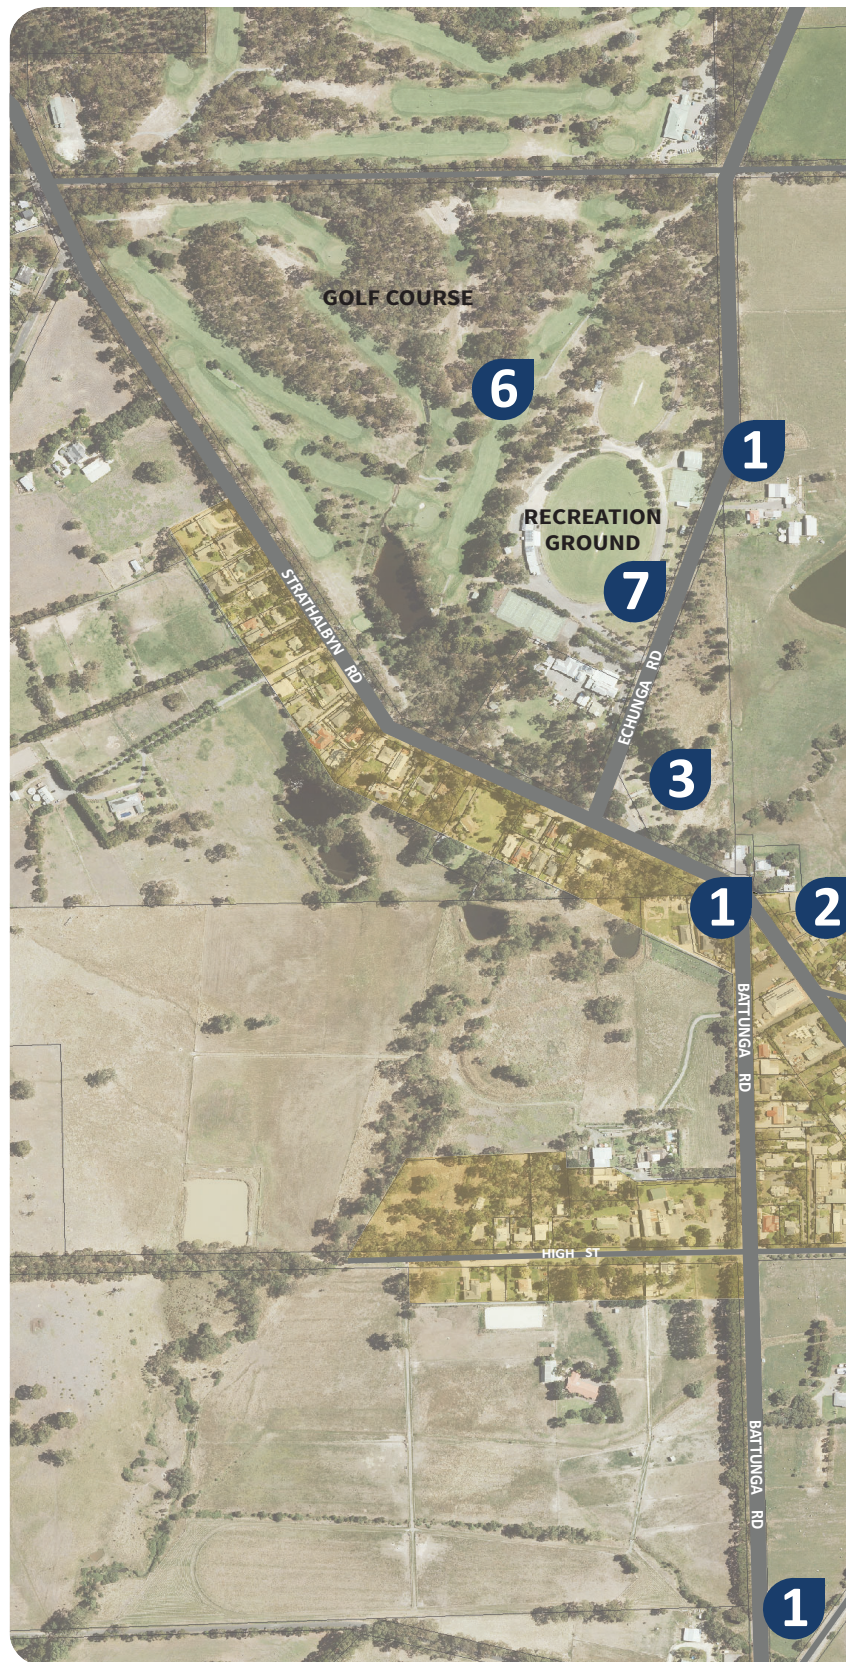 GOLF COURSE
6
1
RECREATION
GROUND
7
STRATHALBYN RD
ECHUNGA RD
3
1
2
BATTUNGA RD
HIGH ST
BATTUNGA RD
1